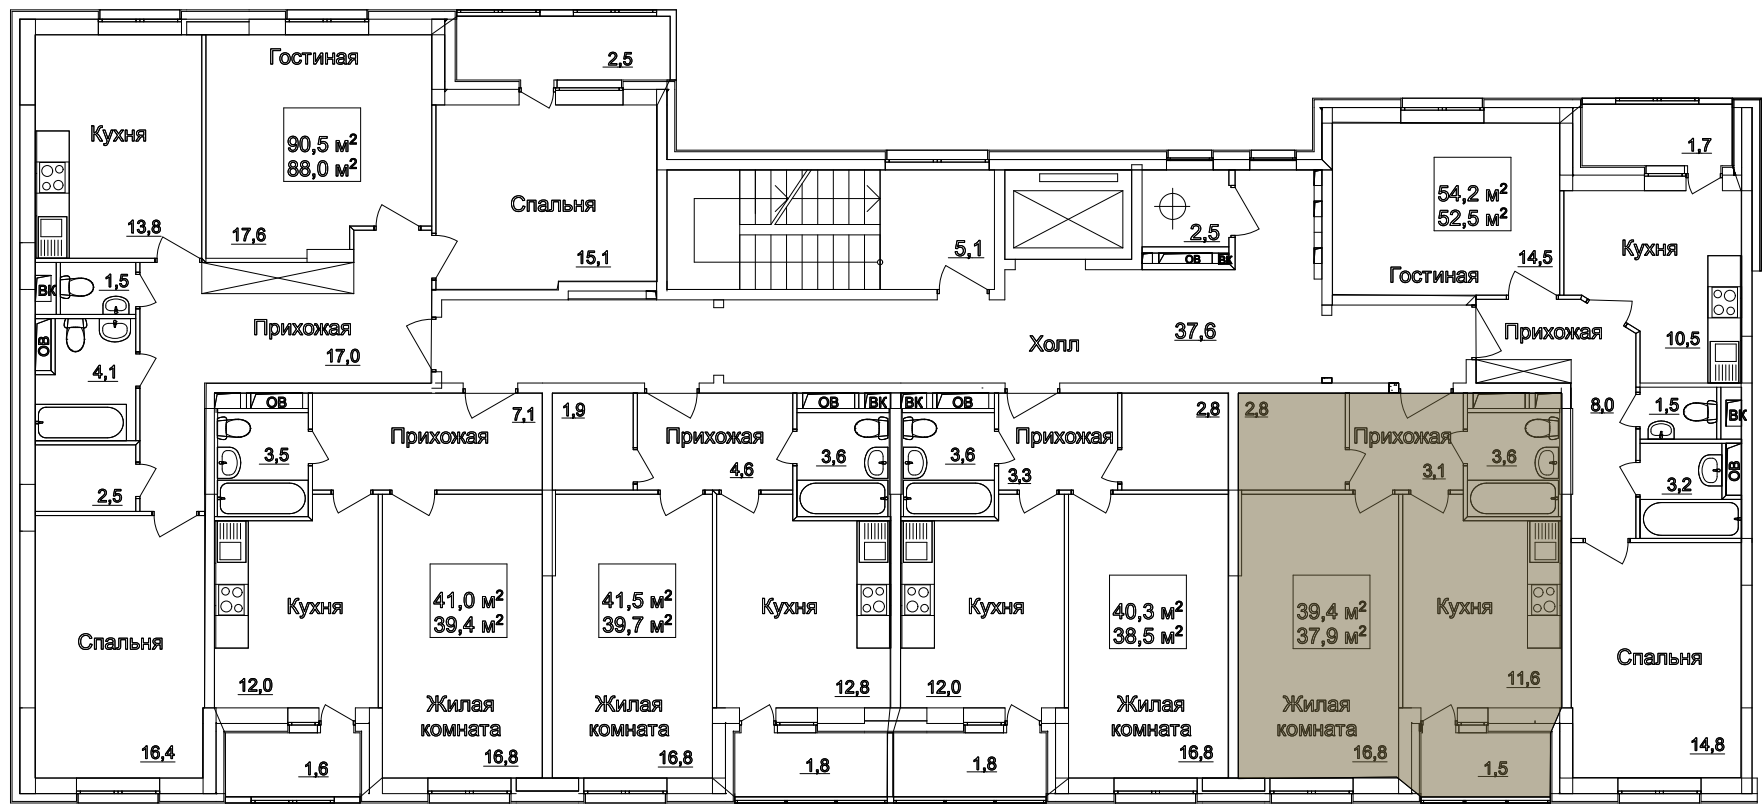 Гостиная
2,5
Кухня
90,5 м²
88,0 м²
1,7
54,2 м²
52,5 м²
Спальня
13,8
17,6
15,1
5,1
2,5
ОВ
ВК
Гостиная
14,5
Кухня
ВК
1,5
Прихожая
17,0
ОВ
4,1
Холл
37,6
Прихожая
10,5
ОВ
7,1
1,9
ОВ
ВК
ВК
ОВ
2,8
2,8
8,0
1,5
ВК
Прихожая
3,5
Прихожая
4,6
3,6
3,6
Прихожая
3,3
Прихожая
3,1
3,6
3,2
ОВ
2,5
Кухня
41,0 м²
39,4 м²
41,5 м²
39,7 м²
Кухня
Кухня
40,3 м²
38,5 м²
39,4 м²
37,9 м²
Кухня
Спальня
Спальня
12,0
12,8
12,0
11,6
Жилая
комната
Жилая
комната
Жилая
комната
Жилая
комната
16,4
1,6
16,8
16,8
1,8
1,8
16,8
16,8
1,5
14,8